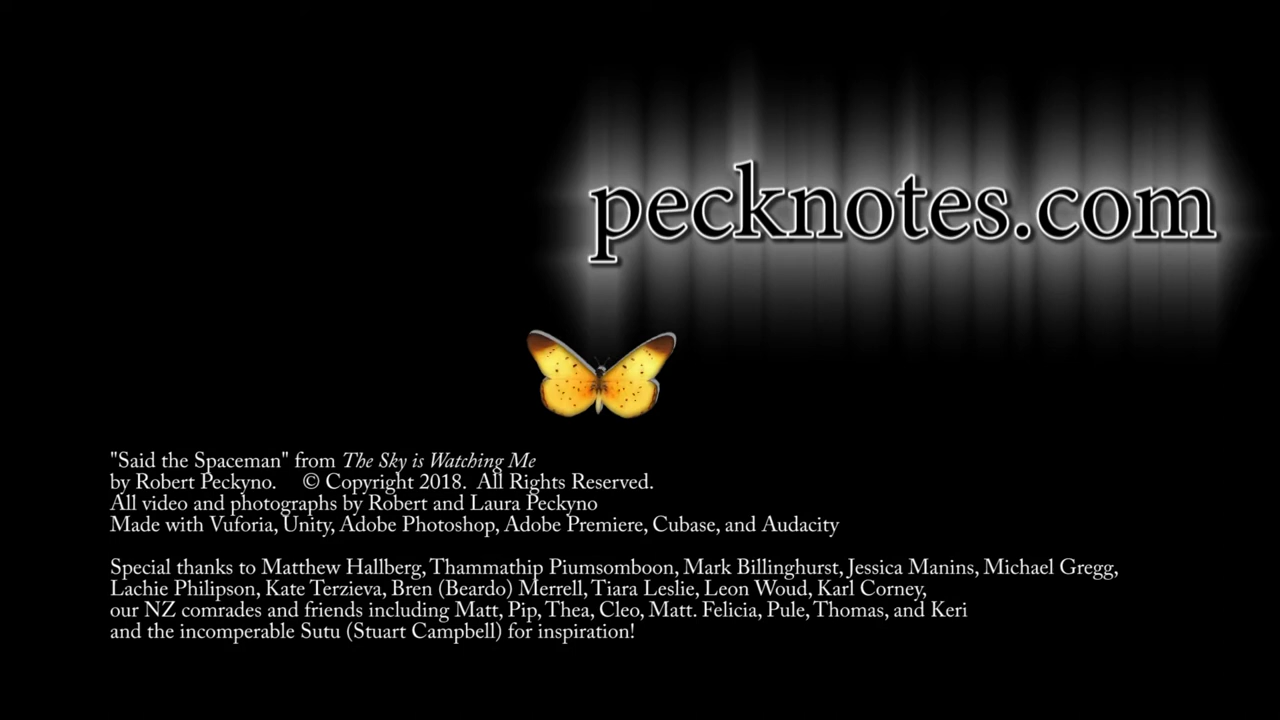 pecknotes.com
"Said the Spaceman" from The Sky is Watching Me
by Robert Peckyno. © Copyright 2018. All Rights Reserved.
All video and photographs by Robert and Laura Peckyno
Made with Vuforia, Unity, Adobe Photoshop, Adobe Premiere, Cubase, and Audacity
Special thanks to Matthew Hallberg, Thammathip Piumsomboon, Mark Billinghurst, Jessica Manins, Michael Gregg,
Lachie Philipson, Kate Terzieva, Bren (Beardo) Merrell, Tiara Leslie, Leon Woud, Karl Corney,
our NZ comrades and friends including Matt, Pip, Thea, Cleo, Matt. Felicia, Pule, Thomas, and Keri
and the incomperable Sutu (Stuart Campbell) for inspiration!